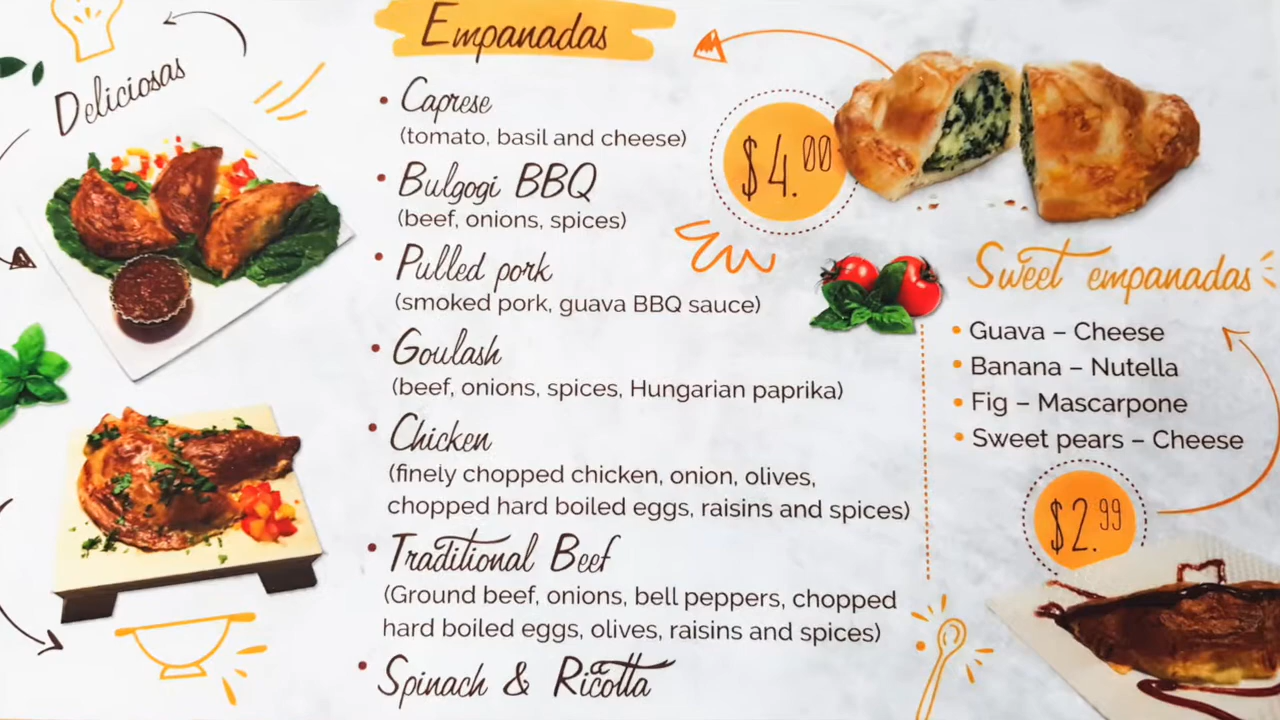 Deliciosas
Empanadas
• Caprese
(tomato, basil and cheese)
• Bulgogi BBQ
(beef, onions, spices)
• Pulled pork
(smoked pork, guava BBQ sauce)
• Goulash
(beef, onions, spices, Hungarian paprika)
• Chicken
(finely chopped chicken, onion, olives,
chopped hard boiled eggs, raisins and spices)
• Traditional Beef
(Ground beef, onions, bell peppers, chopped
hard boiled eggs, olives, raisins and spices)
• Spinach & Ricotta
$4.00
Sweet empanadas
• Guava – Cheese
• Banana – Nutella
• Fig – Mascarpone
• Sweet pears – Cheese
$2.99